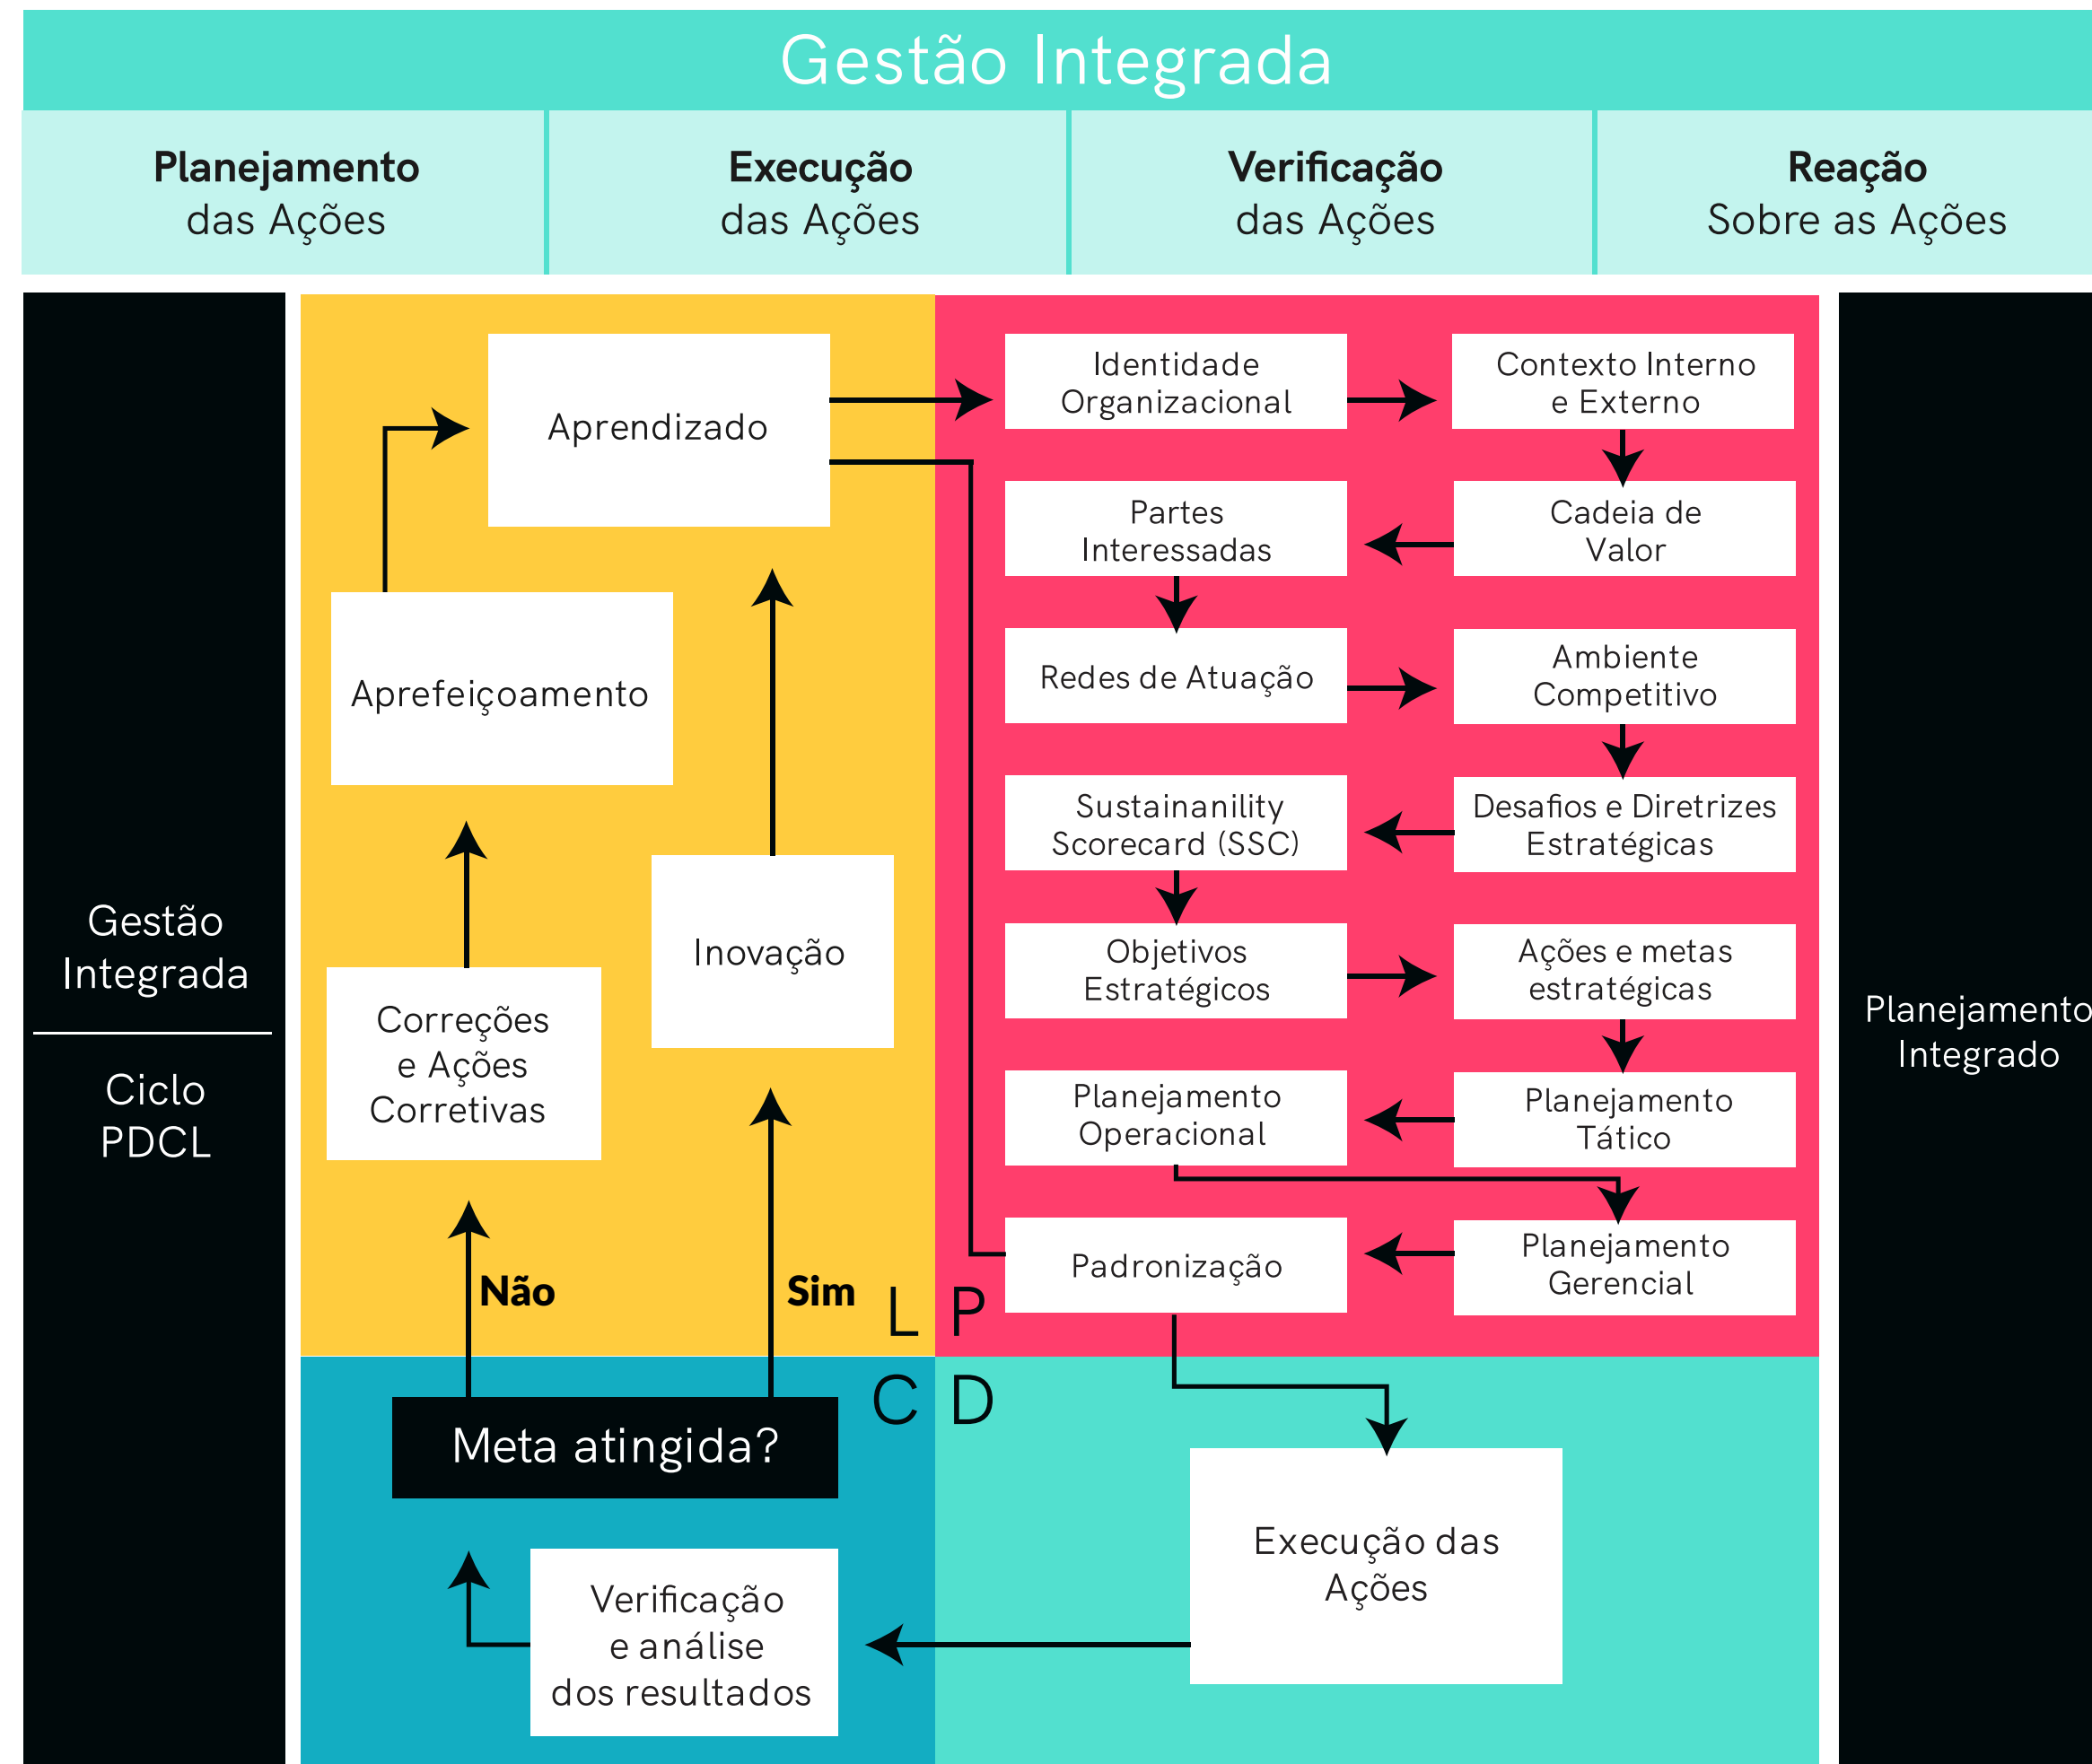 Gestão Integrada
Planejamento
das Ações
Execução
das Ações
Verificação
das Ações
Reação
Sobre as Ações
Gestão
Integrada
Ciclo
PDCL
Aprendizado
Aprefeiçoamento
Inovação
Correções
e Ações
Corretivas
Não
Sim
L
P
Identidade
Organizacional
Contexto Interno
e Externo
Partes
Interessadas
Cadeia de
Valor
Redes de Atuação
Ambiente
Competitivo
Sustainanility
Scorecard (SSC)
Desafios e Diretrizes
Estratégicas
Objetivos
Estratégicos
Ações e metas
estratégicas
Planejamento
Operacional
Planejamento
Tático
Padronização
Planejamento
Gerencial
C
D
Meta atingida?
Verificação
e análise
dos resultados
Execução das
Ações
Planejamento
Integrado